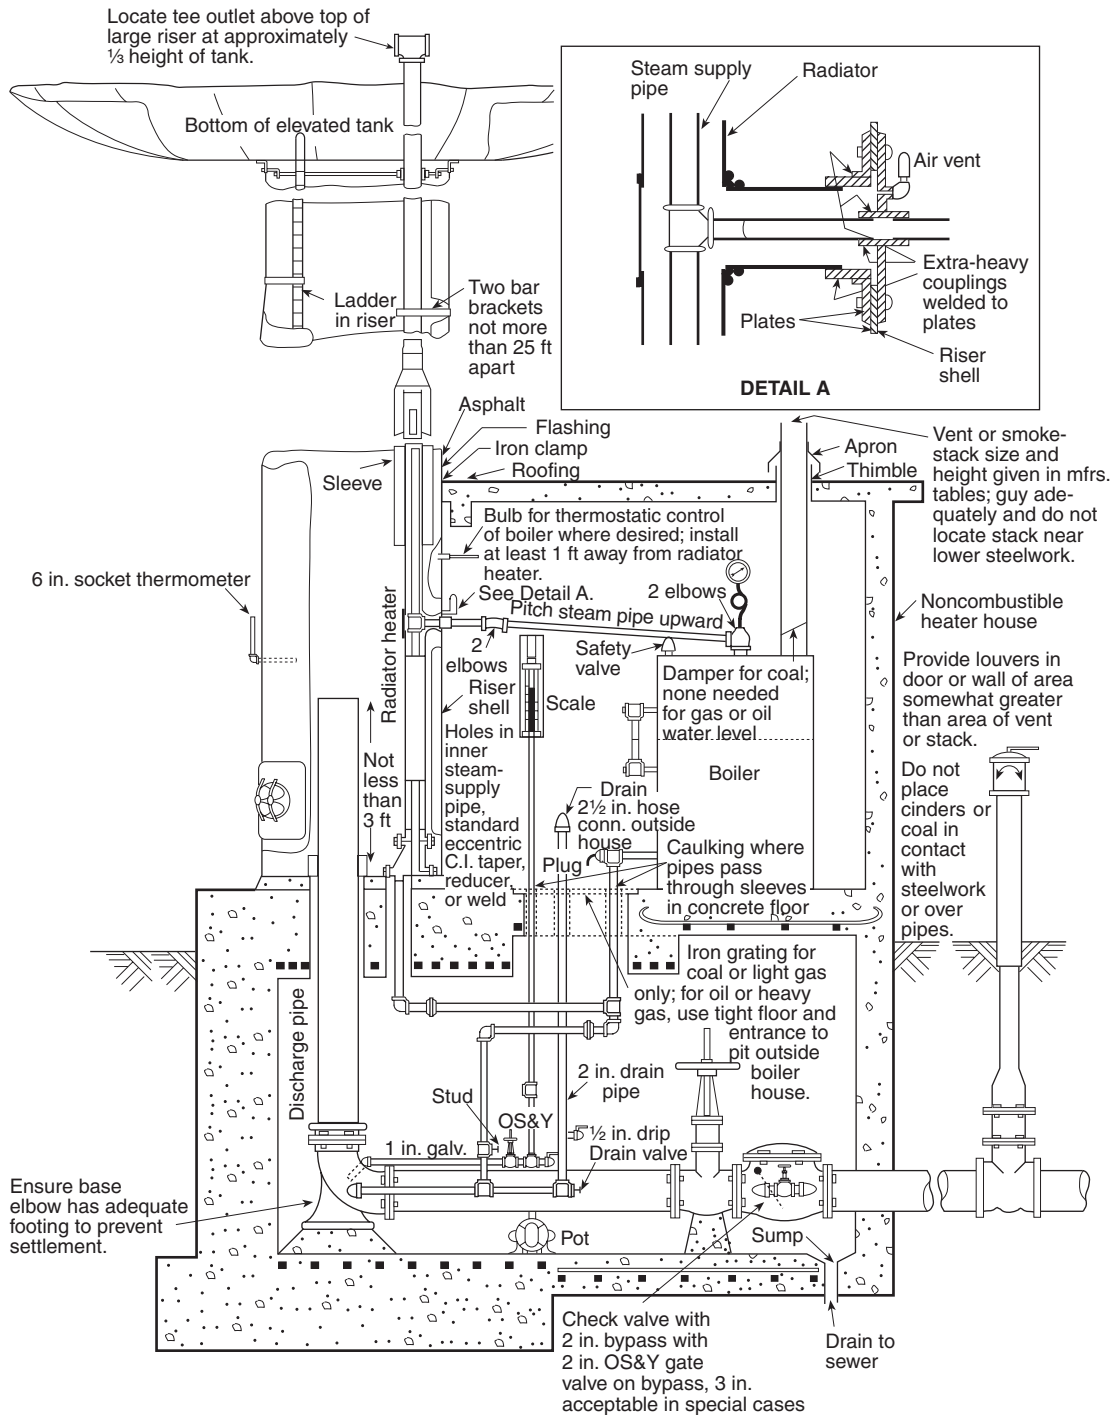 Locate tee outlet above top of
large riser at approximately
⅓ height of tank.
Bottom of elevated tank
Steam supply
pipe
Radiator
Air vent
Extra-heavy
couplings
welded to
plates
Plates
Riser
shell
DETAIL A
Ladder
in riser
Two bar
brackets
not more
than 25 ft
apart
Asphalt
Flashing
Iron clamp
Roofing
Sleeve
Apron
Thimble
Vent or smoke-
stack size and
height given in mfrs.
tables; guy ade-
quately and do not
locate stack near
lower steelwork.
Bulb for thermostatic control
of boiler where desired; install
at least 1 ft away from radiator
heater.
6 in. socket thermometer
See Detail A.
2 elbows
Pitch steam pipe upward
Noncombustible
heater house
Radiator heater
2
elbows
Safety
valve
Riser
shell
Scale
Damper for coal;
none needed
for gas or oil
water level
Provide louvers in
door or wall of area
somewhat greater
than area of vent
or stack.
Not
less
than
3 ft
Holes in
inner
steam-
supply
pipe,
standard
eccentric
C.I. taper,
reducer,
or weld
Boiler
Drain
2½ in. hose
conn. outside
house
Plug
Caulking where
pipes pass
through sleeves
in concrete floor
Do not
place
cinders or
coal in
contact
with
steelwork
or over
pipes.
Iron grating for
coal or light gas
only; for oil or heavy
gas, use tight floor and
entrance to
pit outside
boiler
house.
Discharge pipe
2 in. drain
pipe
Stud
OS&Y
½ in. drip
1 in. galv.
Drain valve
Ensure base
elbow has adequate
footing to prevent
settlement.
Pot
Sump
Check valve with
2 in. bypass with
2 in. OS&Y gate
valve on bypass, 3 in.
acceptable in special cases
Drain to
sewer